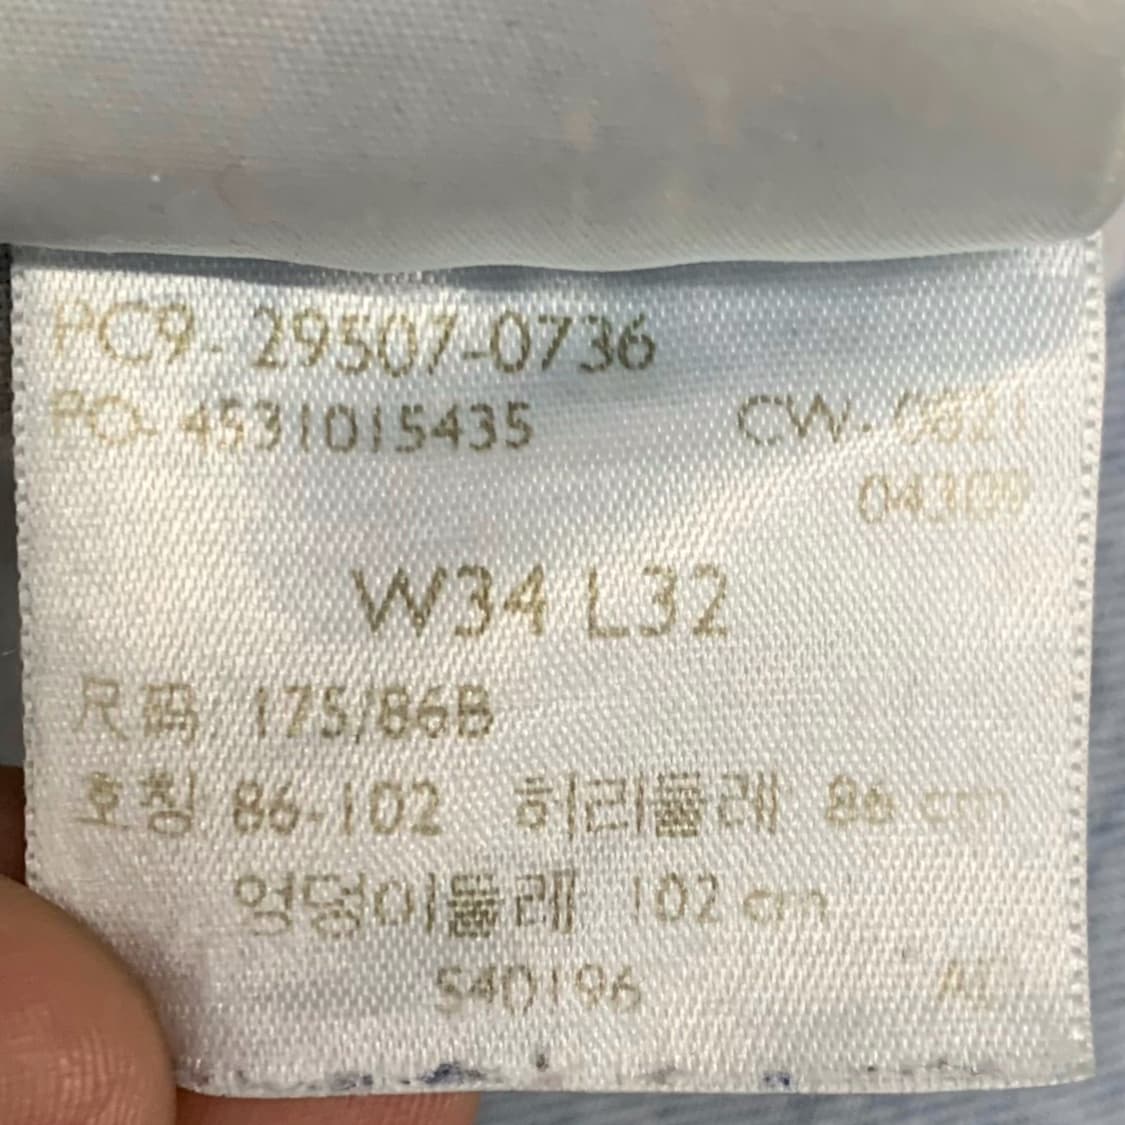 PC9- 29507-0736
PO- 4531015435 CW-
W34 L32
尺码: 175/86B
호칭 86-102 허리둘레 86 cm
엉덩이둘레 102 cm
540196